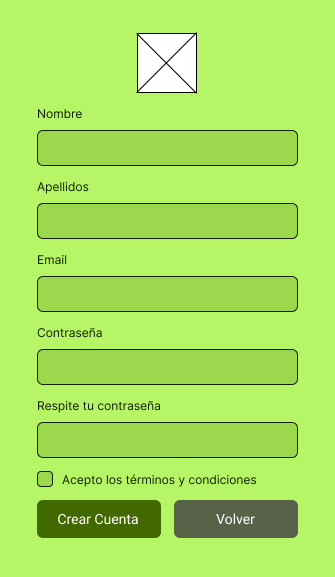 Nombre
Apellidos
Email
Contraseña
Respite tu contraseña
Acepto los términos y condiciones
Crear Cuenta
Volver